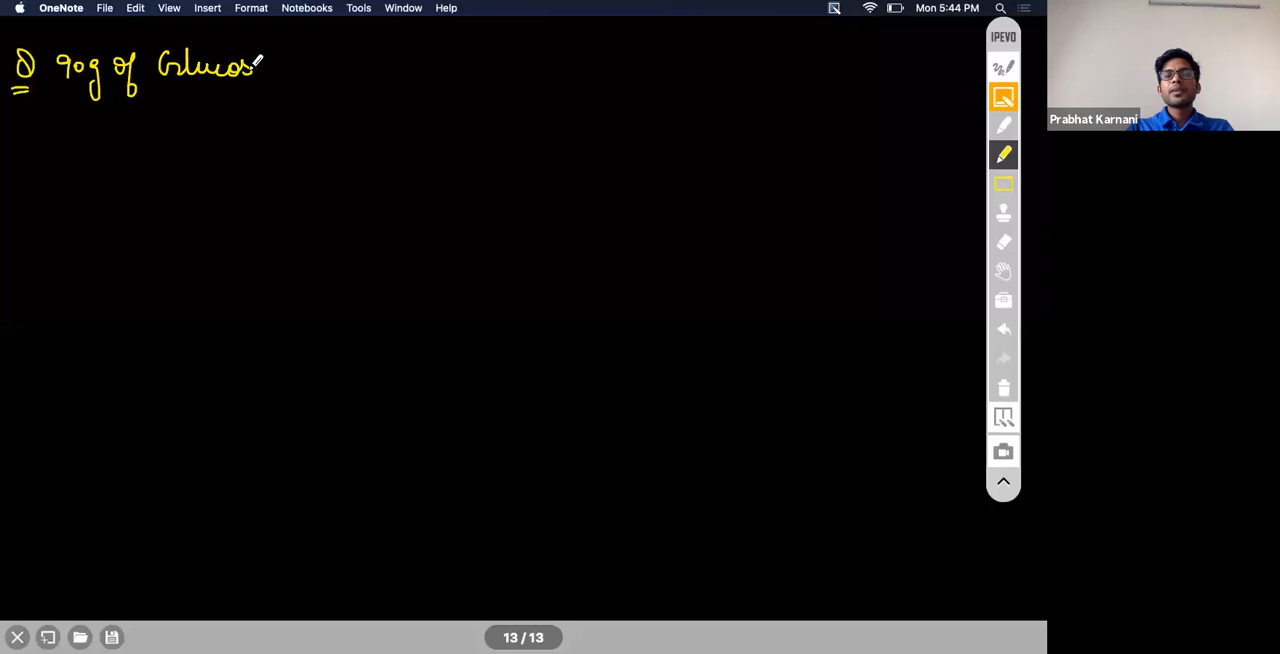 OneNote File Edit View Insert Format Notebooks Tools Window Help Mon 5:44 PM
IPEVO
Q 90g of Glucos
Prabhat Karnani
13 / 13